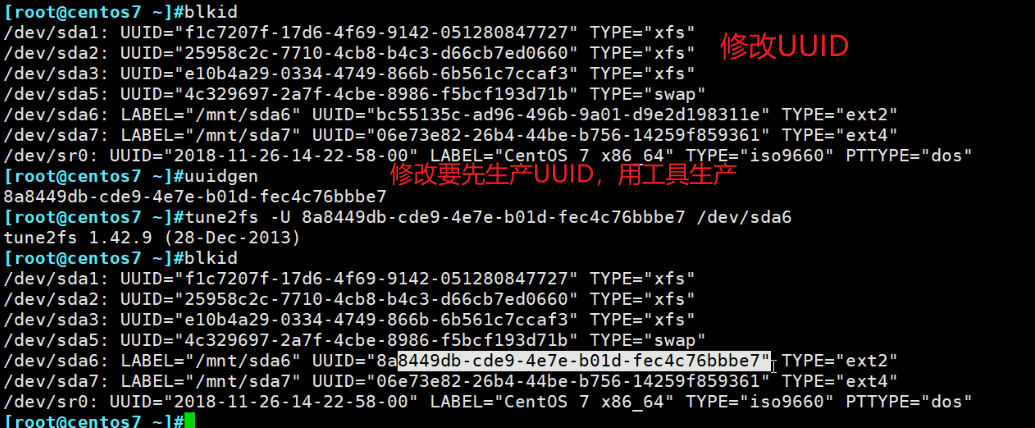 [root@centos7 ~]#blkid
/dev/sda1: UUID="f1c7207f-17d6-4f69-9142-051280847727" TYPE="xfs"
/dev/sda2: UUID="25958c2c-7710-4cb8-b4c3-d66cb7ed0660" TYPE="xfs"
修改UUID
/dev/sda3: UUID="e10b4a29-0334-4749-866b-6b561c7ccaf3" TYPE="xfs"
/dev/sda5: UUID="4c329697-2a7f-4cbe-8986-f5bcf193d71b" TYPE="swap"
/dev/sda6: LABEL="/mnt/sda6" UUID="bc55135c-ad96-496b-9a01-d9e2d198311e" TYPE="ext2"
/dev/sda7: LABEL="/mnt/sda7" UUID="06e73e82-26b4-44be-b756-14259f859361" TYPE="ext4"
/dev/sr0: UUID="2018-11-26-14-22-58-00" LABEL="CentOS 7 x86_64" TYPE="iso9660" PTTYPE="dos"
[root@centos7 ~]#uuidgen
修改要先生产UUID，用工具生产
8a8449db-cde9-4e7e-b01d-fec4c76bbbe7
[root@centos7 ~]#tune2fs -U 8a8449db-cde9-4e7e-b01d-fec4c76bbbe7 /dev/sda6
tune2fs 1.42.9 (28-Dec-2013)
[root@centos7 ~]#blkid
/dev/sda1: UUID="f1c7207f-17d6-4f69-9142-051280847727" TYPE="xfs"
/dev/sda2: UUID="25958c2c-7710-4cb8-b4c3-d66cb7ed0660" TYPE="xfs"
/dev/sda3: UUID="e10b4a29-0334-4749-866b-6b561c7ccaf3" TYPE="xfs"
/dev/sda5: UUID="4c329697-2a7f-4cbe-8986-f5bcf193d71b" TYPE="swap"
/dev/sda6: LABEL="/mnt/sda6" UUID="8a8449db-cde9-4e7e-b01d-fec4c76bbbe7" TYPE="ext2"
/dev/sda7: LABEL="/mnt/sda7" UUID="06e73e82-26b4-44be-b756-14259f859361" TYPE="ext4"
/dev/sr0: UUID="2018-11-26-14-22-58-00" LABEL="CentOS 7 x86_64" TYPE="iso9660" PTTYPE="dos"
[root@centos7 ~]#